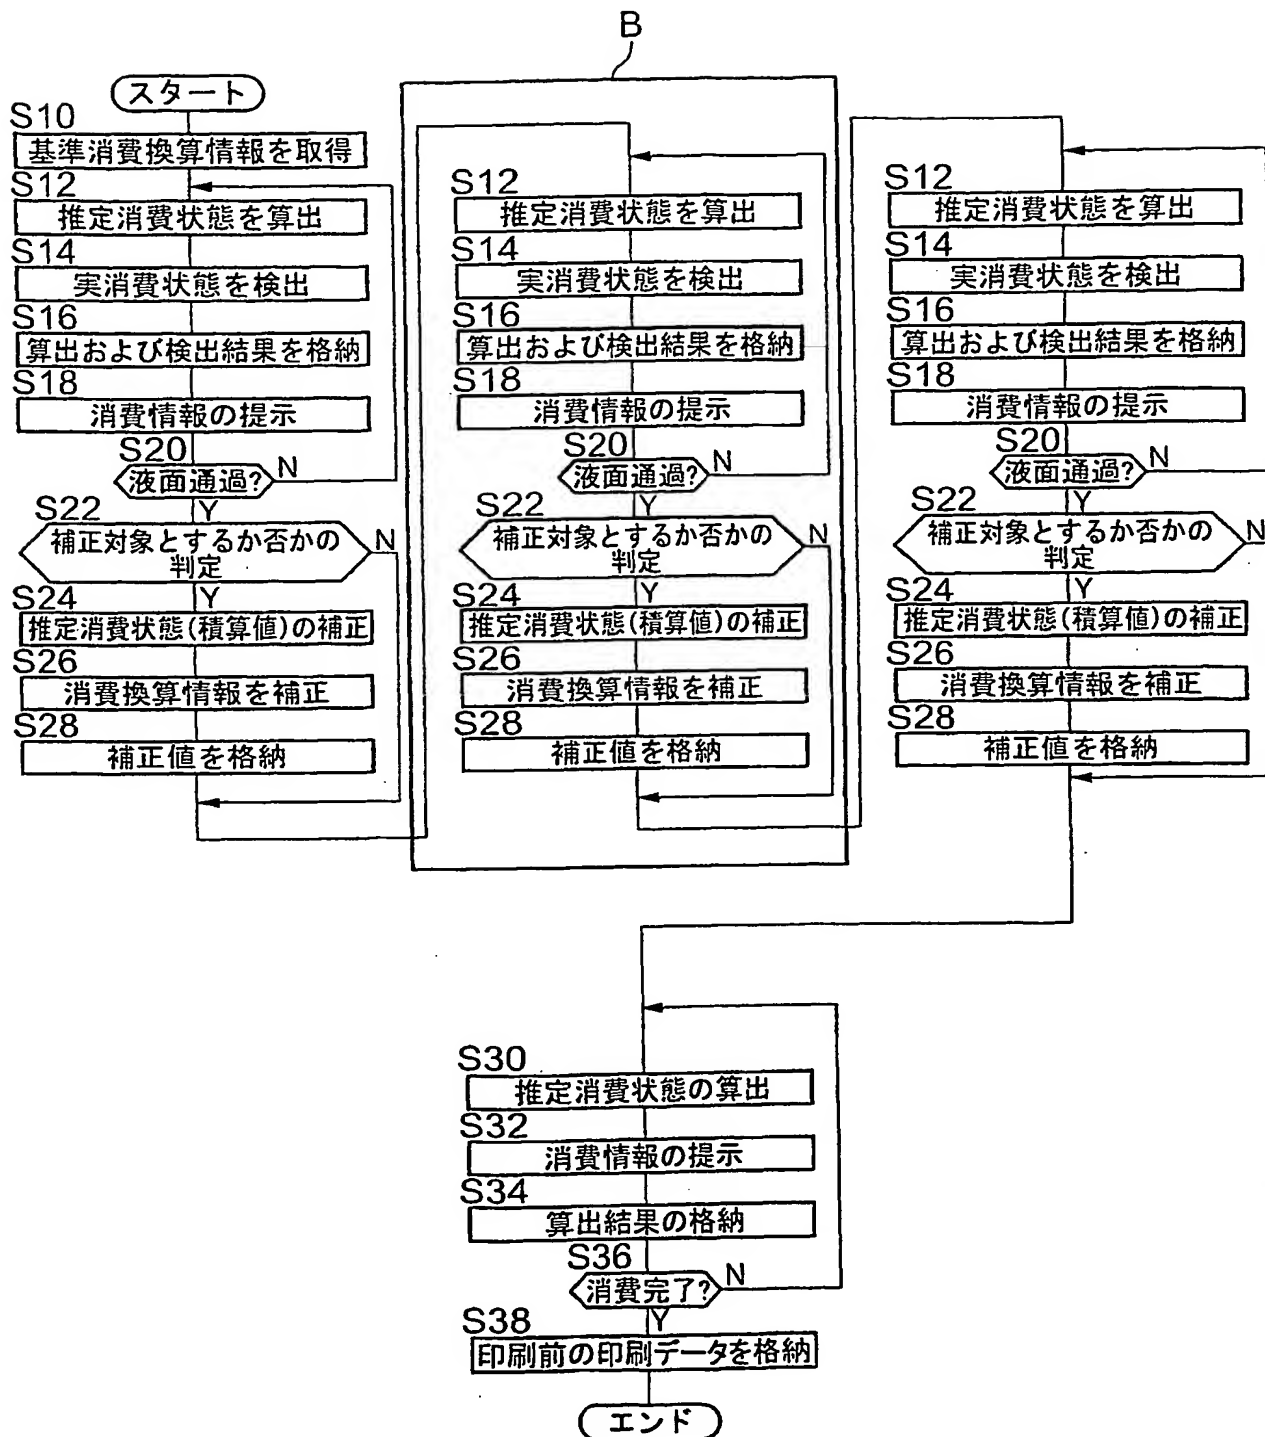 B
スタート
S10
基準消費換算情報を取得
S12
推定消費状態を算出
S14
実消費状態を検出
S16
算出および検出結果を格納
S18
消費情報の提示
S20
液面通過?
N
Y
S22
補正対象とするか否かの
判定
N
Y
S24
推定消費状態(積算値)の補正
S26
消費換算情報を補正
S28
補正値を格納
S12
推定消費状態を算出
S14
実消費状態を検出
S16
算出および検出結果を格納
S18
消費情報の提示
S20
液面通過?
N
Y
S22
補正対象とするか否かの
判定
N
Y
S24
推定消費状態(積算値)の補正
S26
消費換算情報を補正
S28
補正値を格納
S12
推定消費状態を算出
S14
実消費状態を検出
S16
算出および検出結果を格納
S18
消費情報の提示
S20
液面通過?
N
Y
S22
補正対象とするか否かの
判定
N
Y
S24
推定消費状態(積算値)の補正
S26
消費換算情報を補正
S28
補正値を格納
S30
推定消費状態の算出
S32
消費情報の提示
S34
算出結果の格納
S36
消費完了?
N
Y
S38
印刷前の印刷データを格納
エンド